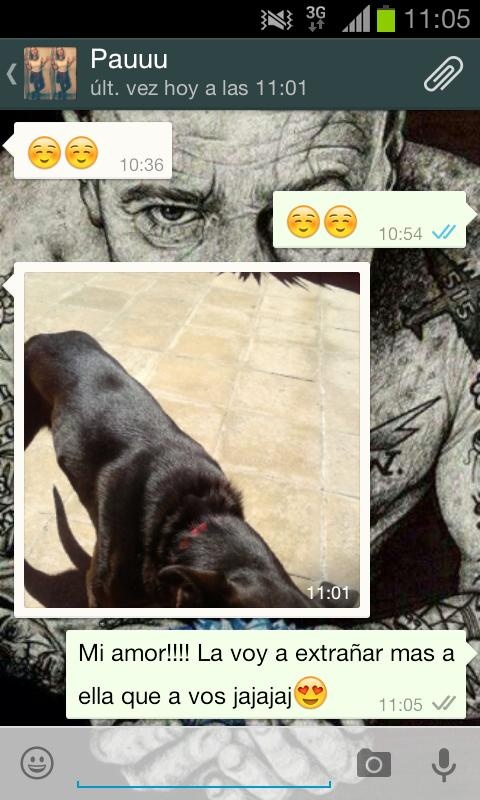 3G 11:05
Pauuu
últ. vez hoy a las 11:01
10:36
10:54
515
11:01
Mi amor!!!! La voy a extrañar mas a
ella que a vos jajajaj
11:05